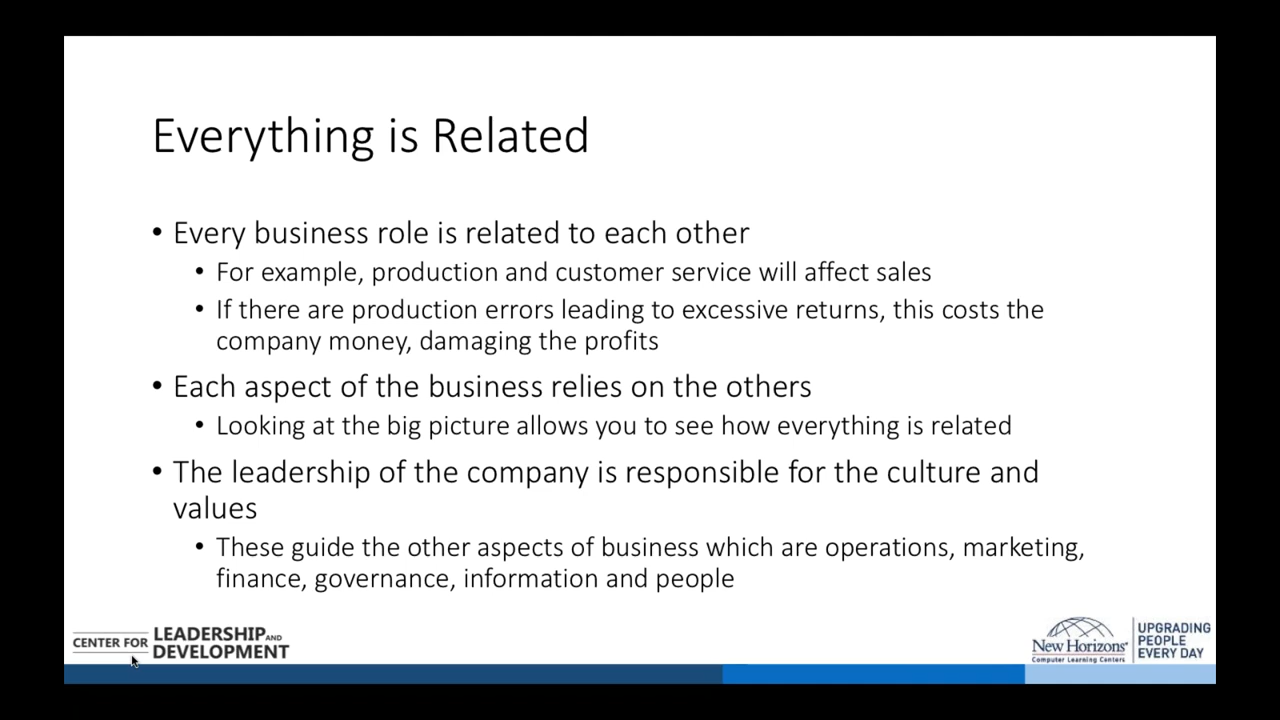 Everything is Related
• Every business role is related to each other
• For example, production and customer service will affect sales
• If there are production errors leading to excessive returns, this costs the
company money, damaging the profits
• Each aspect of the business relies on the others
• Looking at the big picture allows you to see how everything is related
• The leadership of the company is responsible for the culture and
values
• These guide the other aspects of business which are operations, marketing,
finance, governance, information and people
CENTER FOR LEADERSHIP AND
DEVELOPMENT
New Horizons®
Computer Learning Centers
UPGRADING
PEOPLE
EVERY DAY